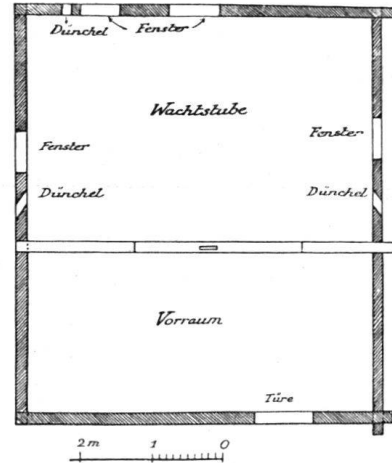 Dünchel Fenster
Wachtstube
Fenster
Fenster
Dünchel
Dünchel
Vorraum
Türe
2 m 1 0